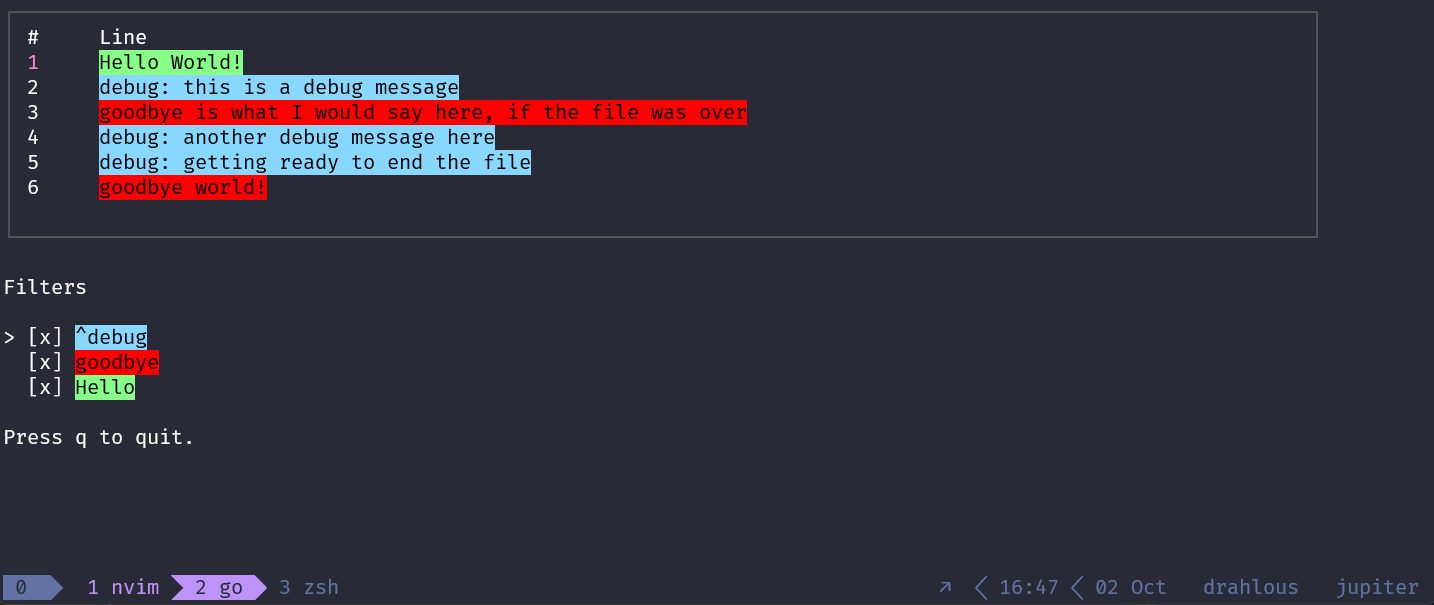 # Line
1 Hello World!
2 debug: this is a debug message
3 goodbye is what I would say here, if the file was over
4 debug: another debug message here
5 debug: getting ready to end the file
6 goodbye world!
Filters
> [x] ^debug
[x] goodbye
[x] Hello
Press q to quit.
0 1 nvim 2 go 3 zsh ↗ 16:47 02 Oct drahlous jupiter